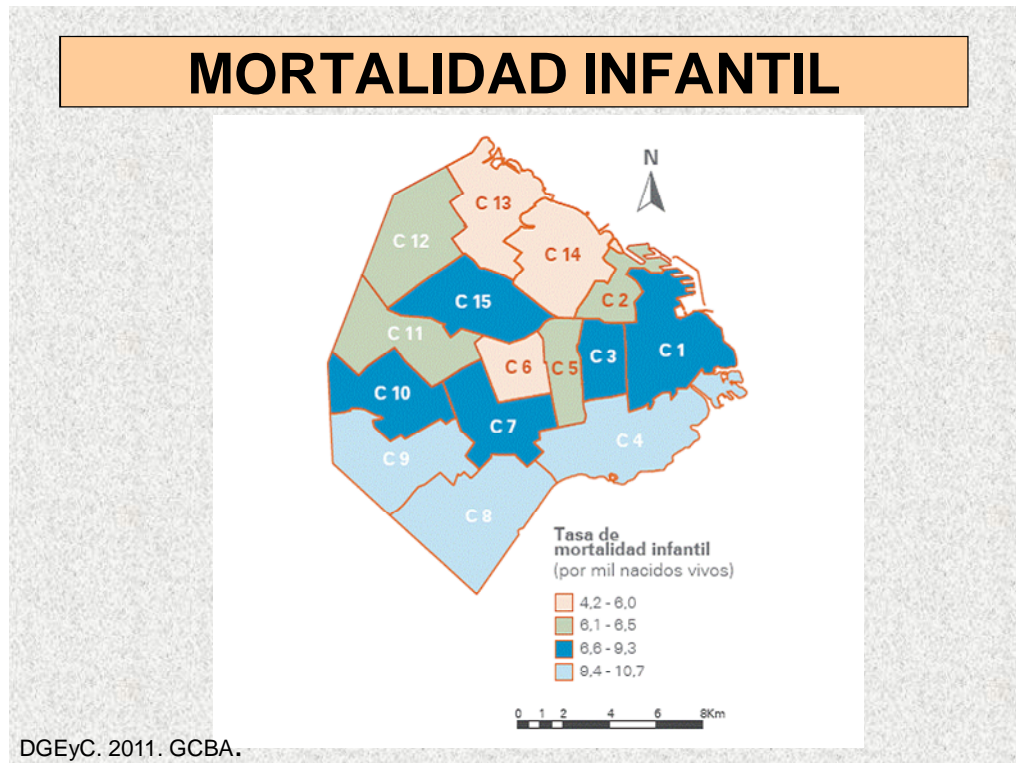 MORTALIDAD INFANTIL
N
C 13
C 12
C 14
C 15
C 2
C 11
C 6
C 5
C 3
C 1
C 10
C 7
C 4
C 9
C 8
Tasa de
mortalidad infantil
(por mil nacidos vivos)
4,2 - 6,0
6,1 - 6,5
6,6 - 9,3
9,4 - 10,7
0 1 2 4 6 8Km
DGEyC. 2011. GCBA.